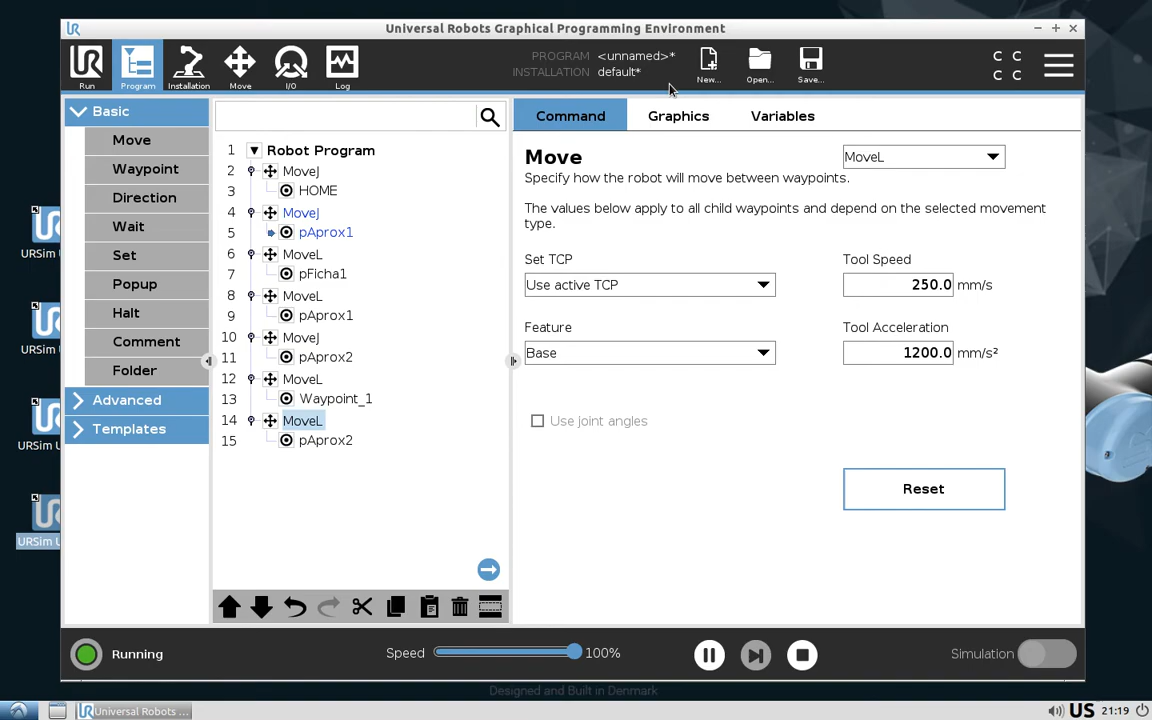 Universal Robots Graphical Programming Environment
UR
Run
Program
Installation
Move
I/O
Log
PROGRAM <unnamed>*
INSTALLATION default*
New...
Open...
Save...
C C
C C
Basic
Move
Waypoint
Direction
Wait
Set
Popup
Halt
Comment
Folder
Advanced
Templates
1 Robot Program
2 MoveJ
3 HOME
4 MoveJ
5 pAprox1
6 MoveL
7 pFicha1
8 MoveL
9 pAprox1
10 MoveJ
11 pAprox2
12 MoveL
13 Waypoint_1
14 MoveL
15 pAprox2
Command Graphics Variables
Move
MoveL
Specify how the robot will move between waypoints.
The values below apply to all child waypoints and depend on the selected movement
type.
Set TCP
Use active TCP
Tool Speed
250.0 mm/s
Feature
Base
Tool Acceleration
1200.0 mm/s²
Use joint angles
Reset
Running
Speed 100%
Simulation
URSim U
URSim U
URSim U
URSim U
Designed and Built in Denmark
Universal Robots ...
US 21:19